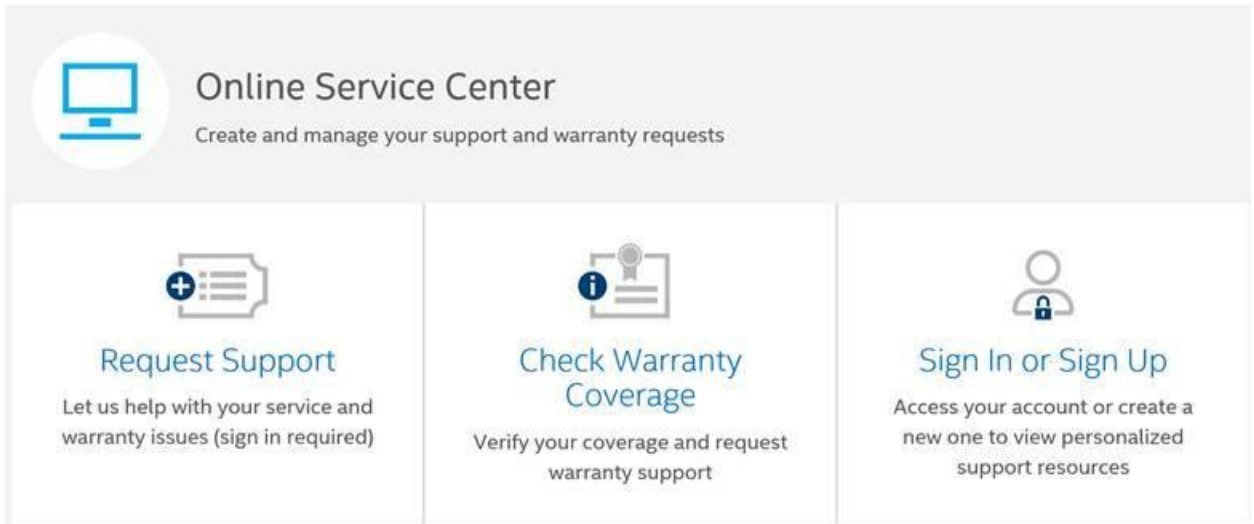 Online Service Center
Create and manage your support and warranty requests
Request Support
Let us help with your service and
warranty issues (sign in required)
Check Warranty
Coverage
Verify your coverage and request
warranty support
Sign In or Sign Up
Access your account or create a
new one to view personalized
support resources